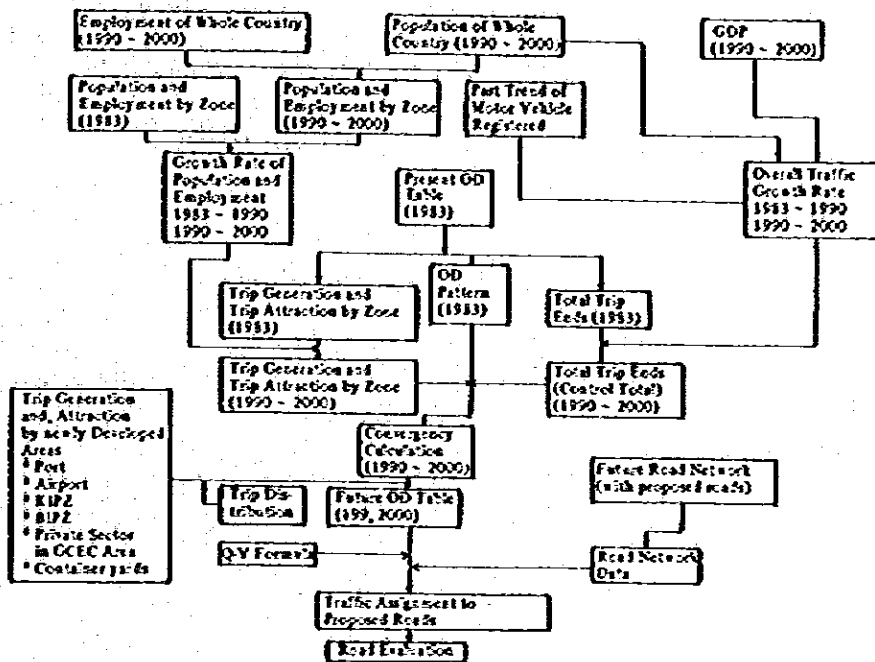 Employment of Whole Country
(1990 ~ 2000)
Population of Whole
Country (1990 ~ 2000)
GDP
(1990 ~ 2000)
Population and
Employment by Zone
(1983)
Population and
Employment by Zone
(1990 ~ 2000)
Past Trend of
Motor Vehicle
Registered
Growth Rate of
Population and
Employment
1983 ~ 1990
1990 ~ 2000
Present OD
Table
(1983)
Overall Traffic
Growth Rate
1983 ~ 1990
1990 ~ 2000
Trip Generation and
Trip Attraction by Zone
(1983)
OD
Pattern
(1983)
Total Trip
Ends (1983)
Trip Generation and
Trip Attraction by Zone
(1990 ~ 2000)
Total Trip Ends
(Control Total)
(1990 ~ 2000)
Trip Generation
and, Attraction
by newly Developed
Areas
* Port
* Airport
* KIPZ
* BIPZ
* Private Sector
in GCEC Area
* Container yards
Convergency
Calculation
(1990 ~ 2000)
Trip Dis-
tribution
Future OD Table
(199, 2000)
Future Road Network
(with proposed roads)
Q-V Formula
Road Network
Data
Traffic Assignment to
Proposed Roads
Road Evaluation